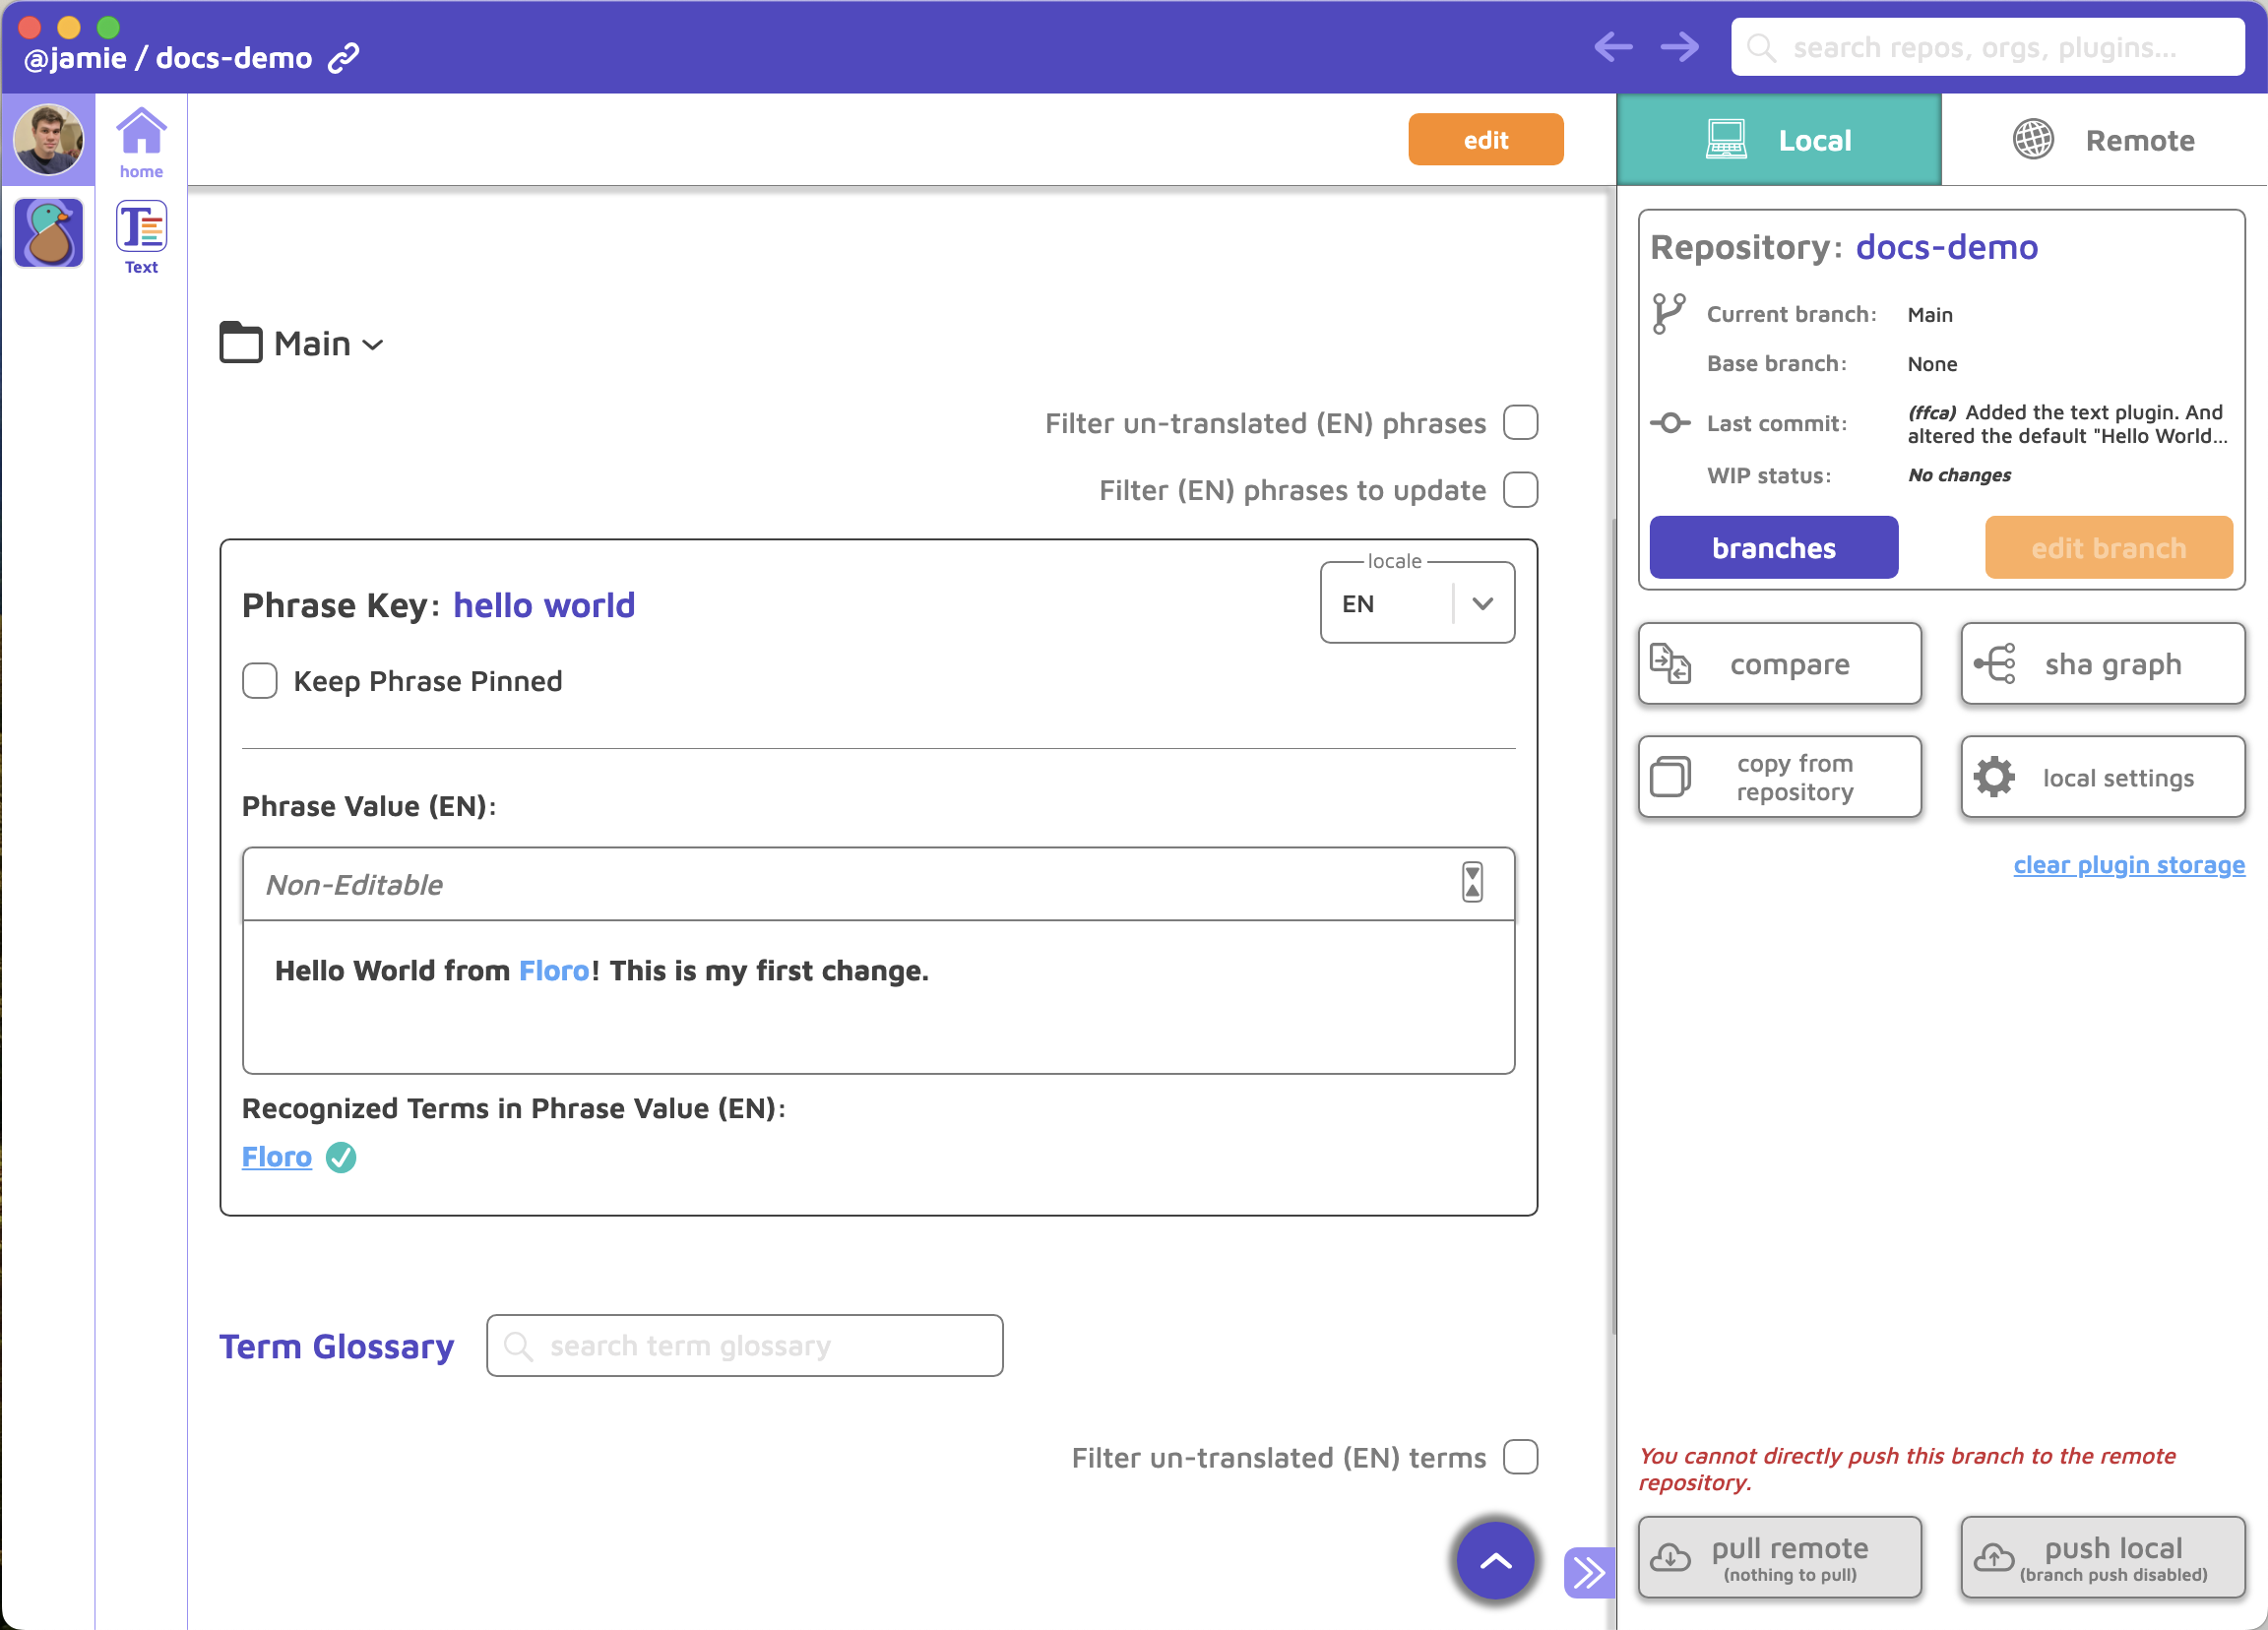 @jamie / docs-demo
search repos, orgs, plugins...
home
Text
edit
Local
Remote
Main
Filter un-translated (EN) phrases
Filter (EN) phrases to update
Phrase Key: hello world
locale
EN
Keep Phrase Pinned
Phrase Value (EN):
Non-Editable
Hello World from Floro! This is my first change.
Recognized Terms in Phrase Value (EN):
Floro
Term Glossary
search term glossary
Filter un-translated (EN) terms
Repository: docs-demo
Current branch: Main
Base branch: None
Last commit: (ffca) Added the text plugin. And
altered the default "Hello World...
WIP status: No changes
branches
edit branch
compare
sha graph
copy from
repository
local settings
clear plugin storage
You cannot directly push this branch to the remote
repository.
pull remote
(nothing to pull)
push local
(branch push disabled)